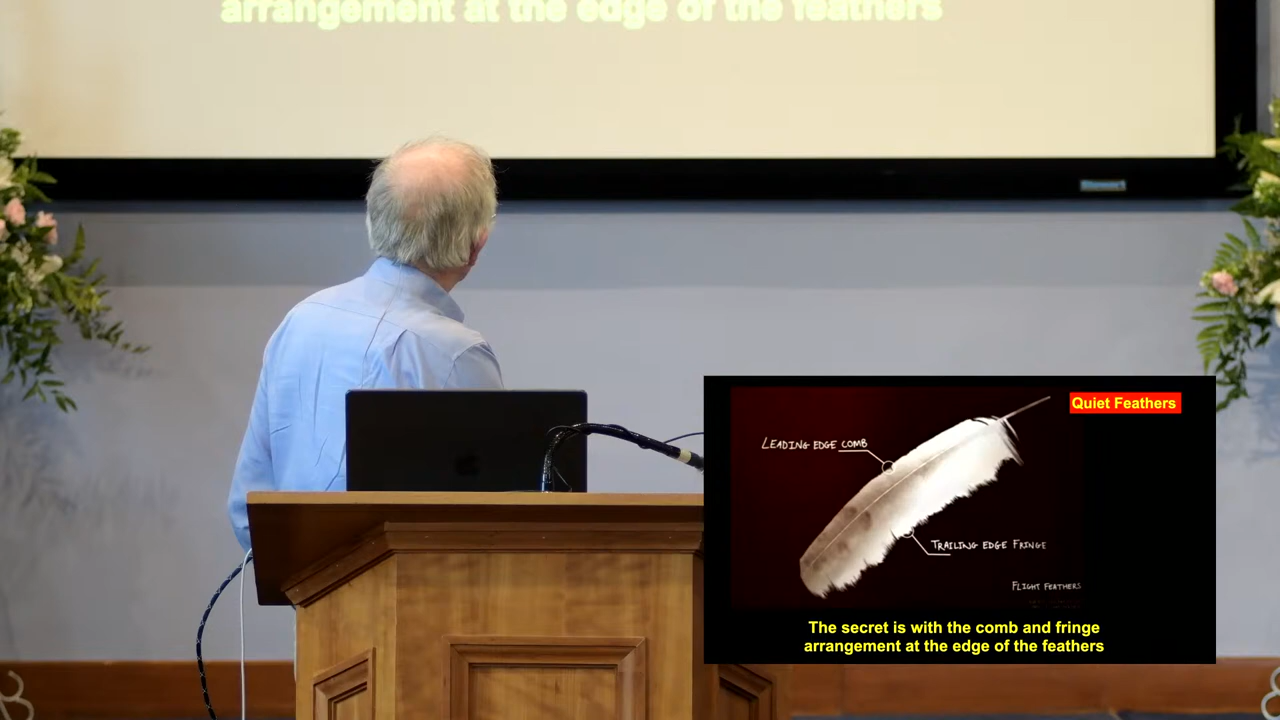 arrangement at the edge of the feathers
Quiet Feathers
LEADING EDGE COMB
TRAILING EDGE FRINGE
FLIGHT FEATHERS
The secret is with the comb and fringe
arrangement at the edge of the feathers